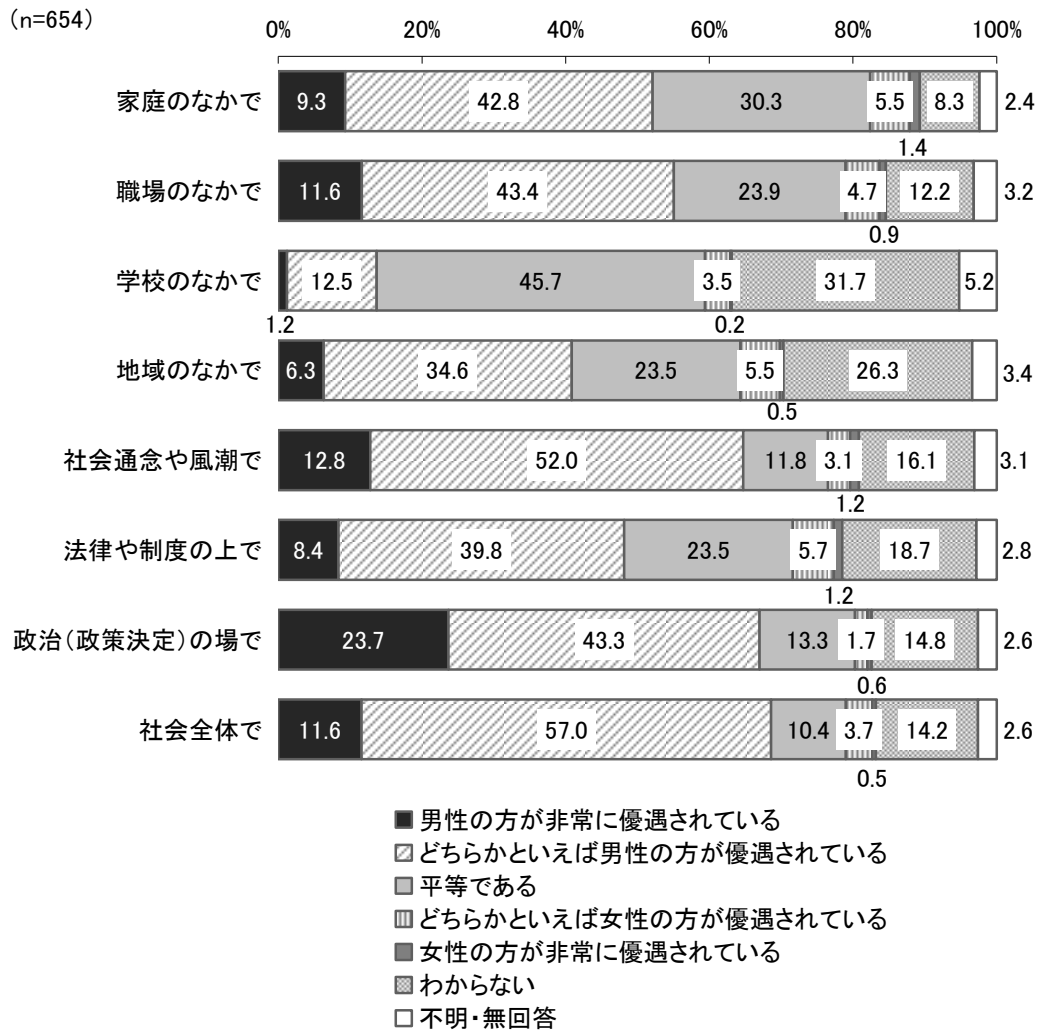 (n=654)
0% 20% 40% 60% 80% 100%
家庭のなかで 9.3 42.8 30.3 5.5 8.3 2.4
1.4
職場のなかで 11.6 43.4 23.9 4.7 12.2 3.2
0.9
学校のなかで 12.5 45.7 3.5 31.7 5.2
1.2 0.2
地域のなかで 6.3 34.6 23.5 5.5 26.3 3.4
0.5
社会通念や風潮で 12.8 52.0 11.8 3.1 16.1 3.1
1.2
法律や制度の上で 8.4 39.8 23.5 5.7 18.7 2.8
1.2
政治(政策決定)の場で 23.7 43.3 13.3 1.7 14.8 2.6
0.6
社会全体で 11.6 57.0 10.4 3.7 14.2 2.6
0.5
男性の方が非常に優遇されている
どちらかといえば男性の方が優遇されている
平等である
どちらかといえば女性の方が優遇されている
女性の方が非常に優遇されている
わからない
不明・無回答